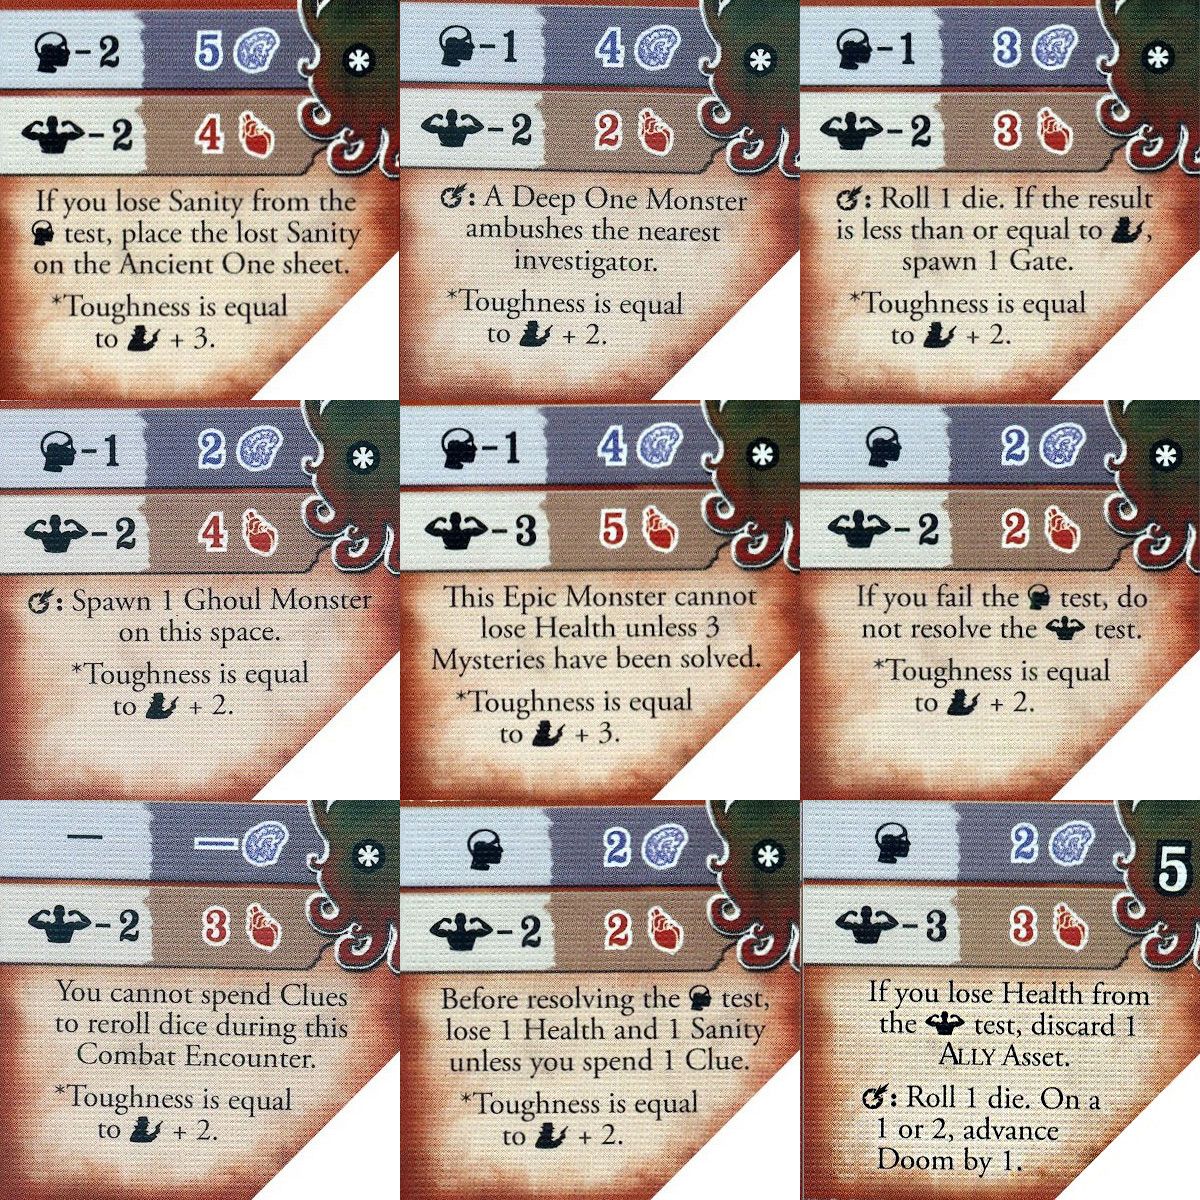 -2 5 *
-2 4
If you lose Sanity from the
test, place the lost Sanity
on the Ancient One sheet.
*Toughness is equal
to + 3.
-1 4 *
-2 2
: A Deep One Monster
ambushes the nearest
investigator.
*Toughness is equal
to + 2.
-1 3 *
-2 3
: Roll 1 die. If the result
is less than or equal to ,
spawn 1 Gate.
*Toughness is equal
to + 2.
-1 2 *
-2 4
: Spawn 1 Ghoul Monster
on this space.
*Toughness is equal
to + 2.
-1 4 *
-3 5
This Epic Monster cannot
lose Health unless 3
Mysteries have been solved.
*Toughness is equal
to + 3.
2 *
-2 2
If you fail the test, do
not resolve the test.
*Toughness is equal
to + 2.
— — *
-2 3
You cannot spend Clues
to reroll dice during this
Combat Encounter.
*Toughness is equal
to + 2.
2 *
-2 2
Before resolving the test,
lose 1 Health and 1 Sanity
unless you spend 1 Clue.
*Toughness is equal
to + 2.
2 5
-3 3
If you lose Health from
the test, discard 1
ALLY Asset.
: Roll 1 die. On a
1 or 2, advance
Doom by 1.